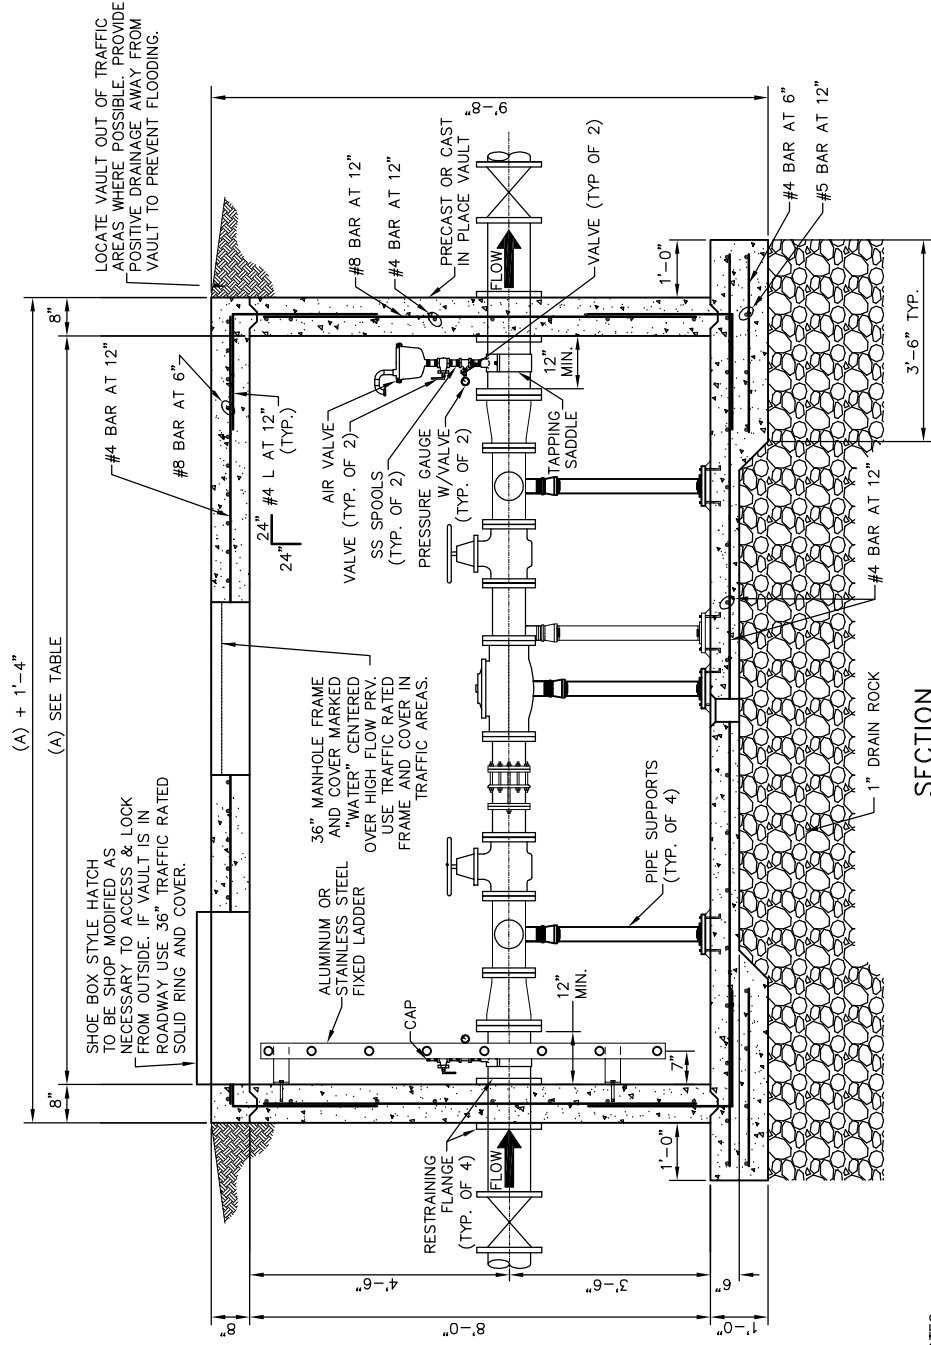 LOCATE VAULT OUT OF TRAFFIC
AREAS WHERE POSSIBLE. PROVIDE
POSITIVE DRAINAGE AWAY FROM
VAULT TO PREVENT FLOODING.
(A) + 1'-4"
(A) SEE TABLE
8"
8"
SHOE BOX STYLE HATCH
TO BE SHOP MODIFIED AS
NECESSARY TO ACCESS & LOCK
FROM OUTSIDE. IF VAULT IS IN
ROADWAY USE 36" TRAFFIC RATED
SOLID RING AND COVER.
#4 BAR AT 12"
#8 BAR AT 6"
#4 L AT 12"
(TYP.)
24"
24"
#8 BAR AT 12"
#4 BAR AT 12"
PRECAST OR CAST
IN PLACE VAULT
36" MANHOLE FRAME
AND COVER MARKED
"WATER" CENTERED
OVER HIGH FLOW PRV.
USE TRAFFIC RATED
FRAME AND COVER IN
TRAFFIC AREAS.
ALUMINUM OR
STAINLESS STEEL
FIXED LADDER
CAP
AIR VALVE
VALVE (TYP. OF 2)
SS SPOOLS
(TYP. OF 2)
PRESSURE GAUGE
W/VALVE
(TYP. OF 2)
VALVE (TYP OF 2)
TAPPING
SADDLE
12"
MIN.
12"
MIN.
7"
RESTRAINING
FLANGE
(TYP. OF 4)
FLOW
FLOW
PIPE SUPPORTS
(TYP. OF 4)
1'-0"
1'-0"
#4 BAR AT 6"
#5 BAR AT 12"
#4 BAR AT 12"
3'-6" TYP.
1" DRAIN ROCK
9'-8"
8"
8'-0"
1'-0"
4'-6"
3'-6"
6"
SECTION